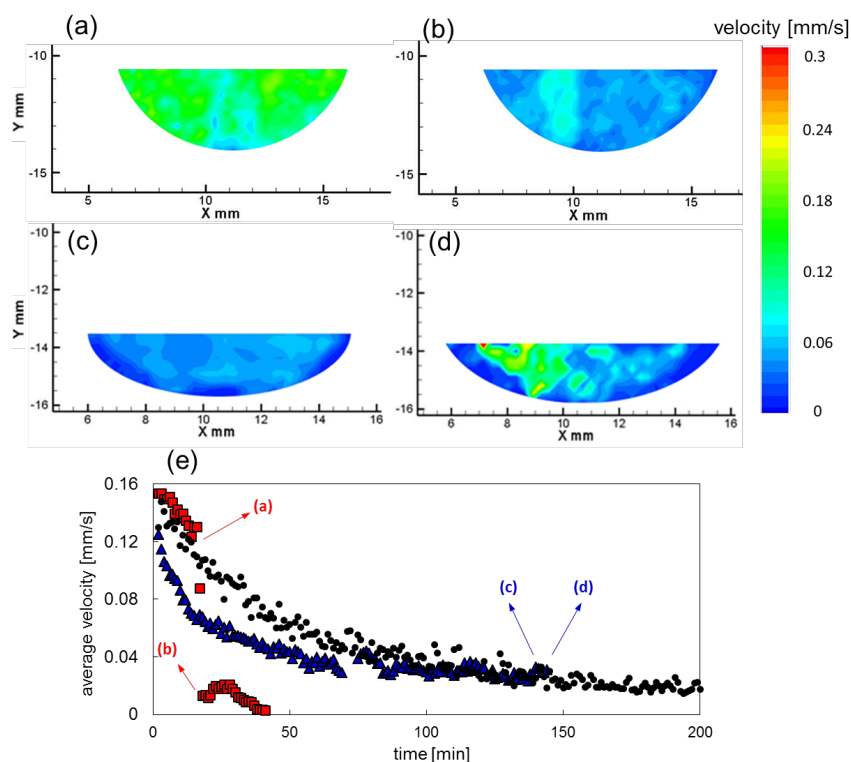 velocity [mm/s]
(a)
(b)
-10
-15
Y mm
5
10
15
X mm
-10
-15
5
10
15
X mm
0.3
0.24
0.18
0.12
0.06
0
(c)
(d)
-10
-12
-14
-16
Y mm
6
8
10
12
14
16
X mm
-10
-12
-14
-16
6
8
10
12
14
16
X mm
(e)
0.16
0.12
0.08
0.04
0
average velocity [mm/s]
(a)
(b)
(c)
(d)
0
50
100
150
200
time [min]